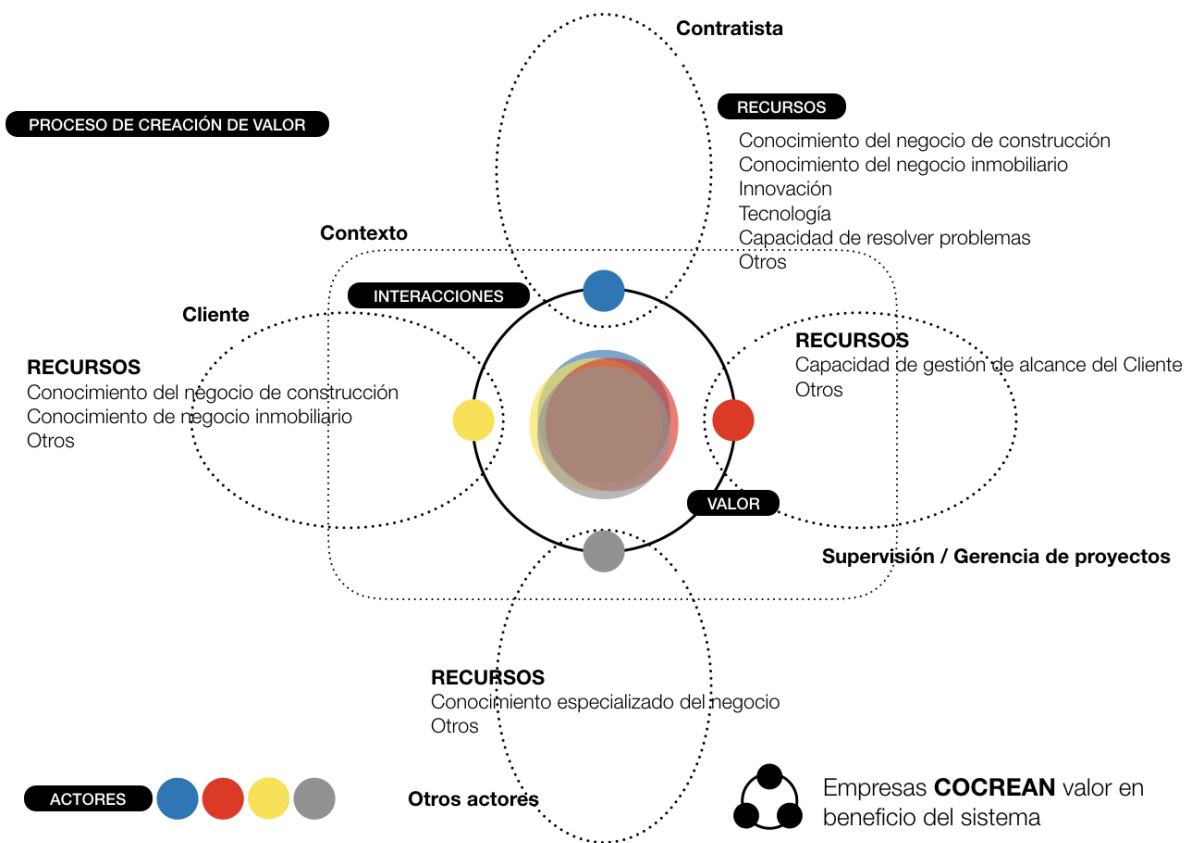 Contratista
RECURSOS
PROCESO DE CREACIÓN DE VALOR
Conocimiento del negocio de construcción
Conocimiento del negocio inmobiliario
Innovación
Tecnología
Capacidad de resolver problemas
Otros
Contexto
INTERACCIONES
Cliente
RECURSOS
Conocimiento del negocio de construcción
Conocimiento de negocio inmobiliario
Otros
RECURSOS
Capacidad de gestión de alcance del Cliente
Otros
VALOR
Supervisión / Gerencia de proyectos
RECURSOS
Conocimiento especializado del negocio
Otros
Otros actores
ACTORES
Empresas COCREAN valor en
beneficio del sistema